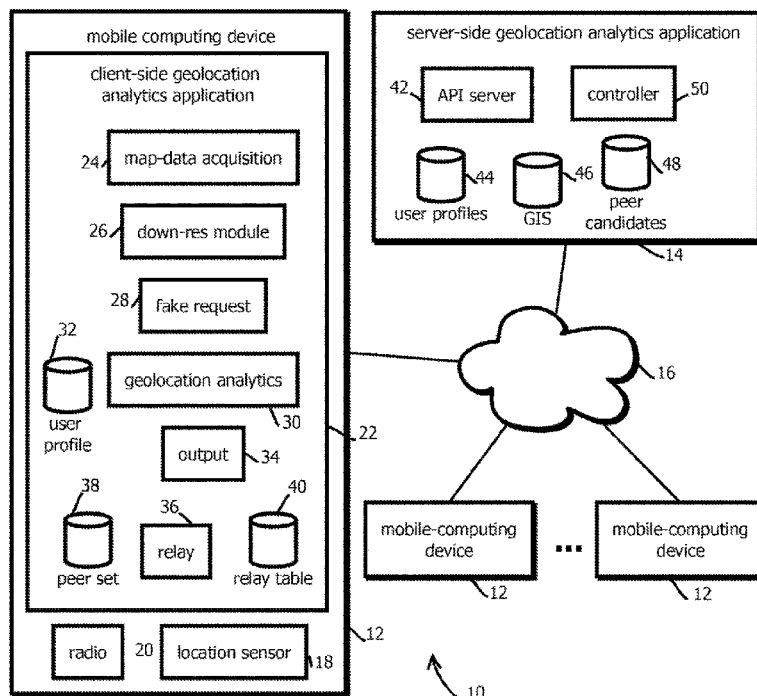 mobile computing device
client-side geolocation
analytics application
24
map-data acquisition
26
down-res module
28
fake request
32
user
profile
geolocation analytics
30
output
34
22
38
peer set
36
relay
40
relay table
radio
20
location sensor
18
12
server-side geolocation analytics application
42
API server
controller
50
44
user profiles
46
GIS
48
peer
candidates
14
16
mobile-computing
device
12
...
mobile-computing
device
12
10